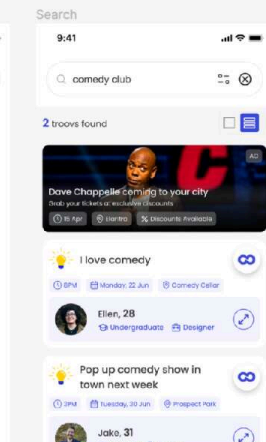 Search
9:41
comedy club
2 troovs found
AD
Dave Chappelle coming to your city
Grab your tickets at exclusive discounts
15 Apr Llantro % Discounts Available
I love comedy
8PM Monday, 22 Jun Comedy Cellar
Ellen, 28
Undergraduate Designer
Pop up comedy show in
town next week
2PM Tuesday, 30 Jun Prospect Park
Jake, 31